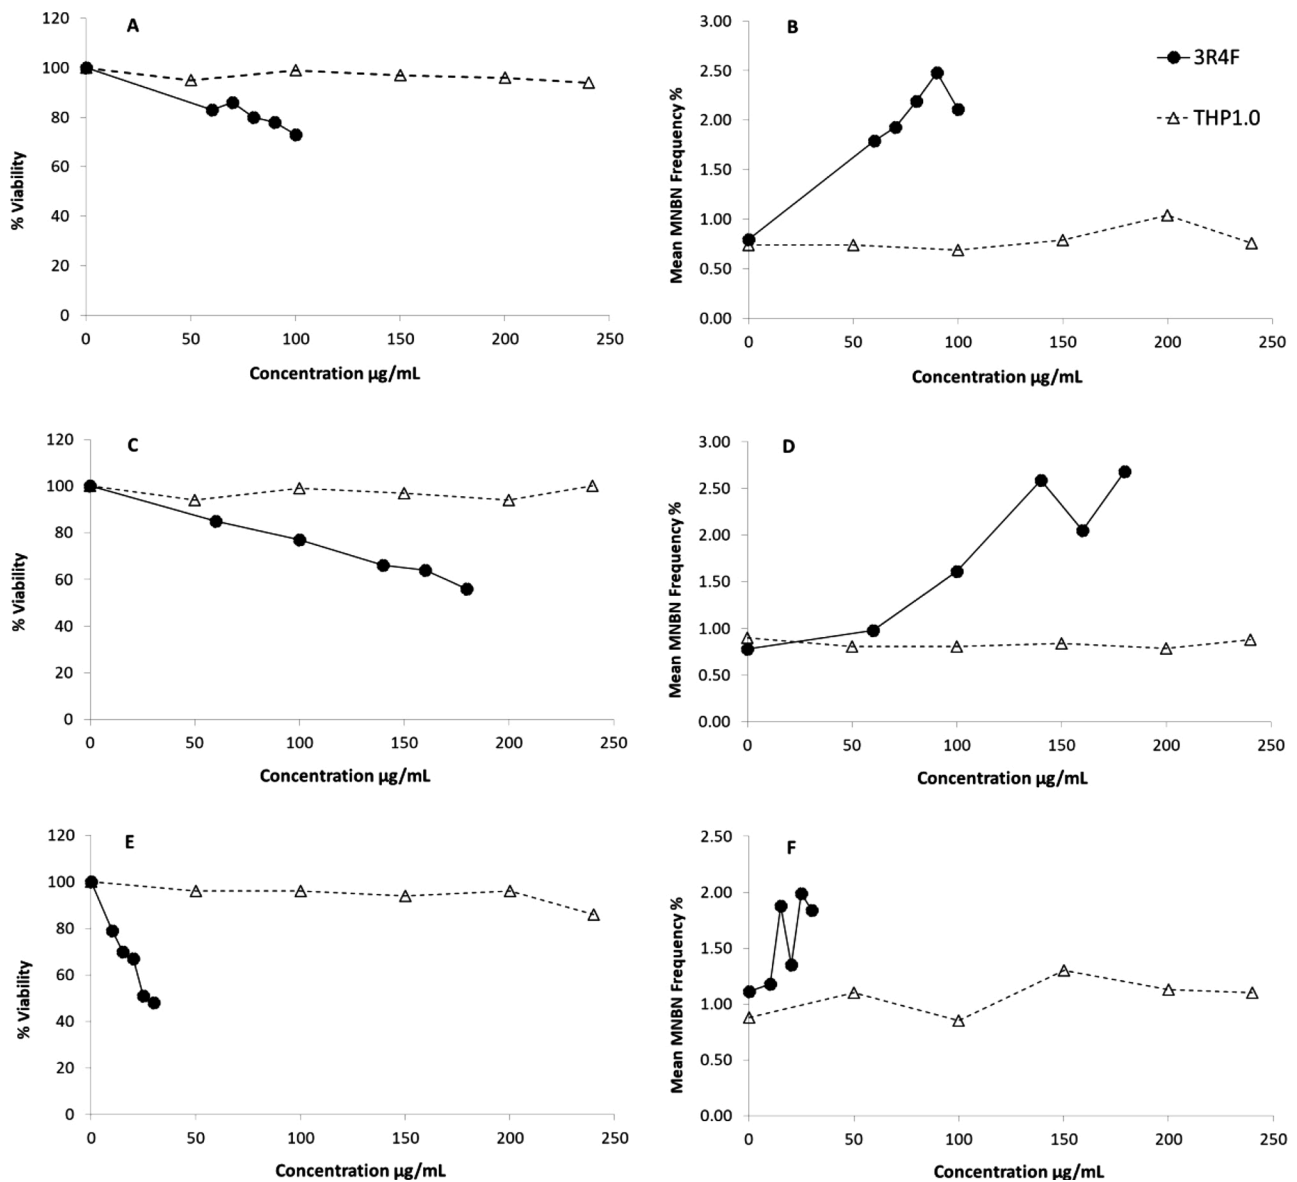 A
120
100
80
60
40
20
0
% Viability
0 50 100 150 200 250
Concentration µg/mL
B
3.00
2.50
2.00
1.50
1.00
0.50
0.00
Mean MNBN Frequency %
0 50 100 150 200 250
Concentration µg/mL
3R4F
THP1.0
C
120
100
80
60
40
20
0
% Viability
0 50 100 150 200 250
Concentration µg/mL
D
3.00
2.50
2.00
1.50
1.00
0.50
0.00
Mean MNBN Frequency %
0 50 100 150 200 250
Concentration µg/mL
E
120
100
80
60
40
20
0
% Viability
0 50 100 150 200 250
Concentration µg/mL
F
2.50
2.00
1.50
1.00
0.50
0.00
Mean MNBN Frequency %
0 50 100 150 200 250
Concentration µg/mL